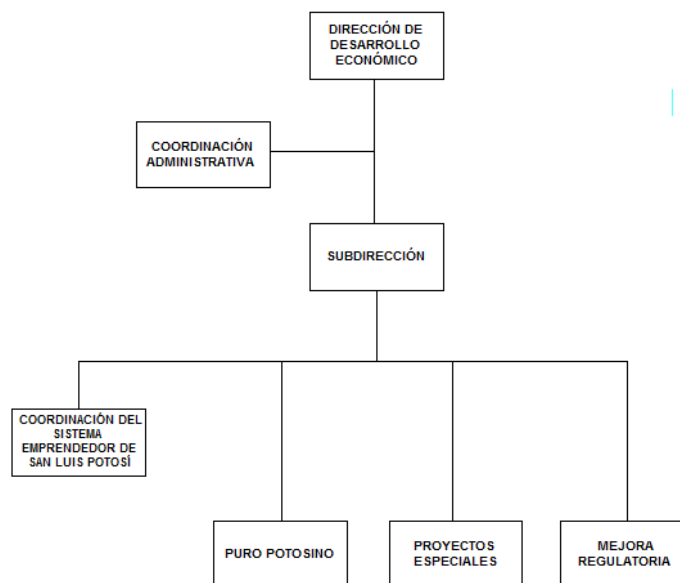 DIRECCIÓN DE
DESARROLLO
ECONÓMICO
COORDINACIÓN
ADMINISTRATIVA
SUBDIRECCIÓN
COORDINACIÓN DEL
SISTEMA
EMPRENDEDOR DE
SAN LUIS POTOSÍ
PURO POTOSINO
PROYECTOS
ESPECIALES
MEJORA
REGULATORIA